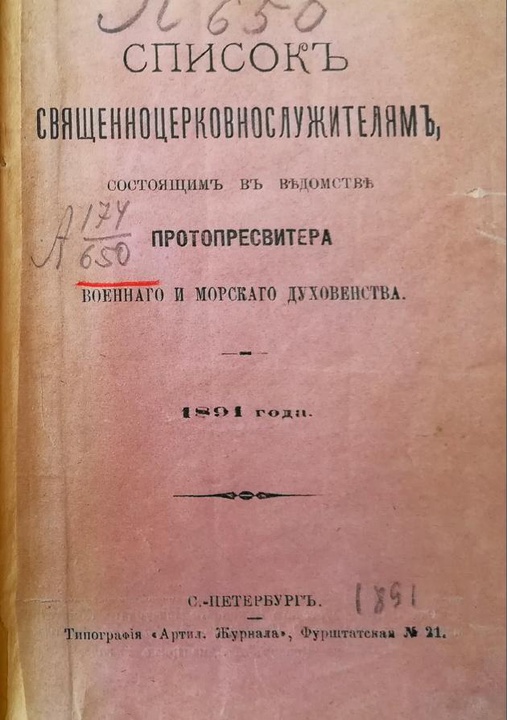 650
СПИСОКЪ
СВЯЩЕННОЦЕРКОВНОСЛУЖИТЕЛЯМЪ,
СОСТОЯЩИМЪ ВЪ ВѢДОМСТВѢ
А 174/650
ПРОТОПРЕСВИТЕРА
ВОЕННАГО И МОРСКАГО ДУХОВЕНСТВА.
1891 года.
С.-ПЕТЕРБУРГЪ.
1891
Типографія «Артил. Журнала», Фурштатская № 21.